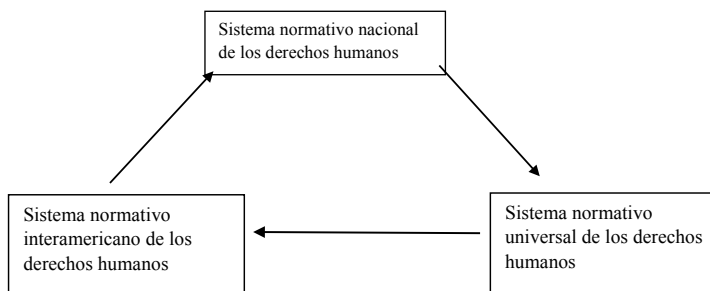 Sistema normativo nacional
de los derechos humanos
Sistema normativo
interamericano de los
derechos humanos
Sistema normativo
universal de los derechos
humanos